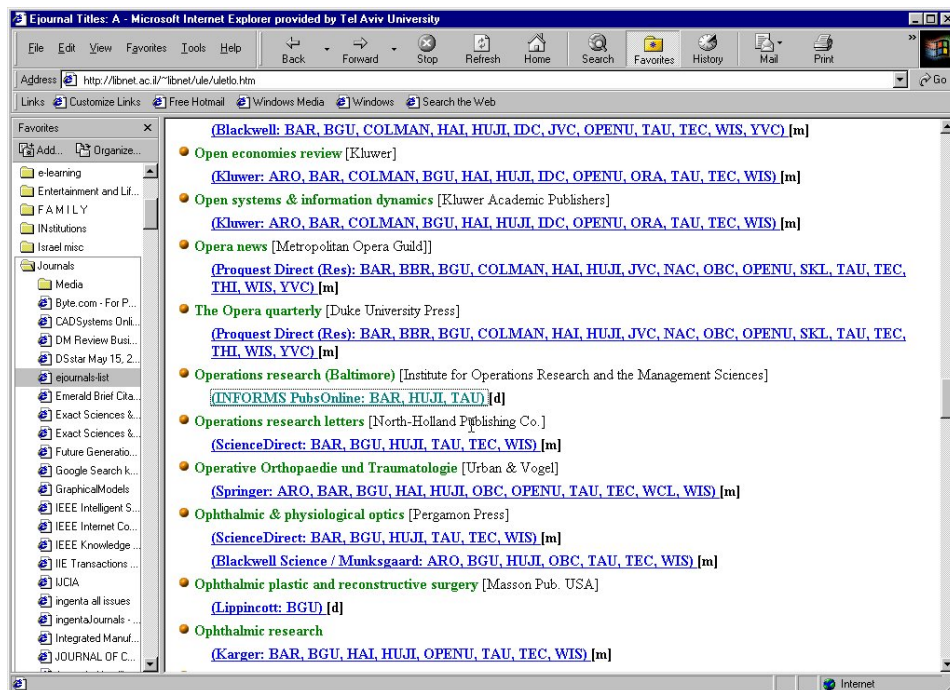 Ejournal Titles: A - Microsoft Internet Explorer provided by Tel Aviv University
File Edit View Favorites Tools Help
Back Forward Stop Refresh Home Search Favorites History Mail Print
Address http://libnet.ac.il/~libnet/ule/uletlo.htm Go
Links Customize Links Free Hotmail Windows Media Windows Search the Web
Favorites
Add... Organize...
e-learning
Entertainment and Lif...
F A M I L Y
INstitutions
Israel misc
Journals
Media
Byte.com - For P...
CADSystems Onli...
DM Review Busi...
DSstar May 15, 2...
ejournals-list
Emerald Brief Cita...
Exact Sciences &...
Exact Sciences &...
Future Generatio...
Google Search k...
GraphicalModels
IEEE Intelligent S...
IEEE Internet Co...
IEEE Knowledge ...
IIE Transactions ...
IJCIA
ingenta all issues
ingentaJournals - ...
Integrated Manuf...
JOURNAL OF C...
(Blackwell: BAR, BGU, COLMAN, HAI, HUJI, IDC, JVC, OPENU, TAU, TEC, WIS, YVC) [m]
Open economies review [Kluwer]
(Kluwer: ARO, BAR, COLMAN, BGU, HAI, HUJI, IDC, OPENU, ORA, TAU, TEC, WIS) [m]
Open systems & information dynamics [Kluwer Academic Publishers]
(Kluwer: ARO, BAR, COLMAN, BGU, HAI, HUJI, IDC, OPENU, ORA, TAU, TEC, WIS) [m]
Opera news [Metropolitan Opera Guild]]
(Proquest Direct (Res): BAR, BBR, BGU, COLMAN, HAI, HUJI, JVC, NAC, OBC, OPENU, SKL, TAU, TEC,
THI, WIS, YVC) [m]
The Opera quarterly [Duke University Press]
(Proquest Direct (Res): BAR, BBR, BGU, COLMAN, HAI, HUJI, JVC, NAC, OBC, OPENU, SKL, TAU, TEC,
THI, WIS, YVC) [m]
Operations research (Baltimore) [Institute for Operations Research and the Management Sciences]
(INFORMS PubsOnline: BAR, HUJI, TAU) [d]
Operations research letters [North-Holland Publishing Co.]
(ScienceDirect: BAR, BGU, HUJI, TAU, TEC, WIS) [m]
Operative Orthopaedie und Traumatologie [Urban & Vogel]
(Springer: ARO, BAR, BGU, HAI, HUJI, OBC, OPENU, TAU, TEC, WCL, WIS) [m]
Ophthalmic & physiological optics [Pergamon Press]
(ScienceDirect: BAR, BGU, HUJI, TAU, TEC, WIS) [m]
(Blackwell Science / Munksgaard: ARO, BGU, HUJI, OBC, TAU, TEC, WIS) [m]
Ophthalmic plastic and reconstructive surgery [Masson Pub. USA]
(Lippincott: BGU) [d]
Ophthalmic research
(Karger: BAR, BGU, HAI, HUJI, OPENU, TAU, TEC, WIS) [m]
Internet